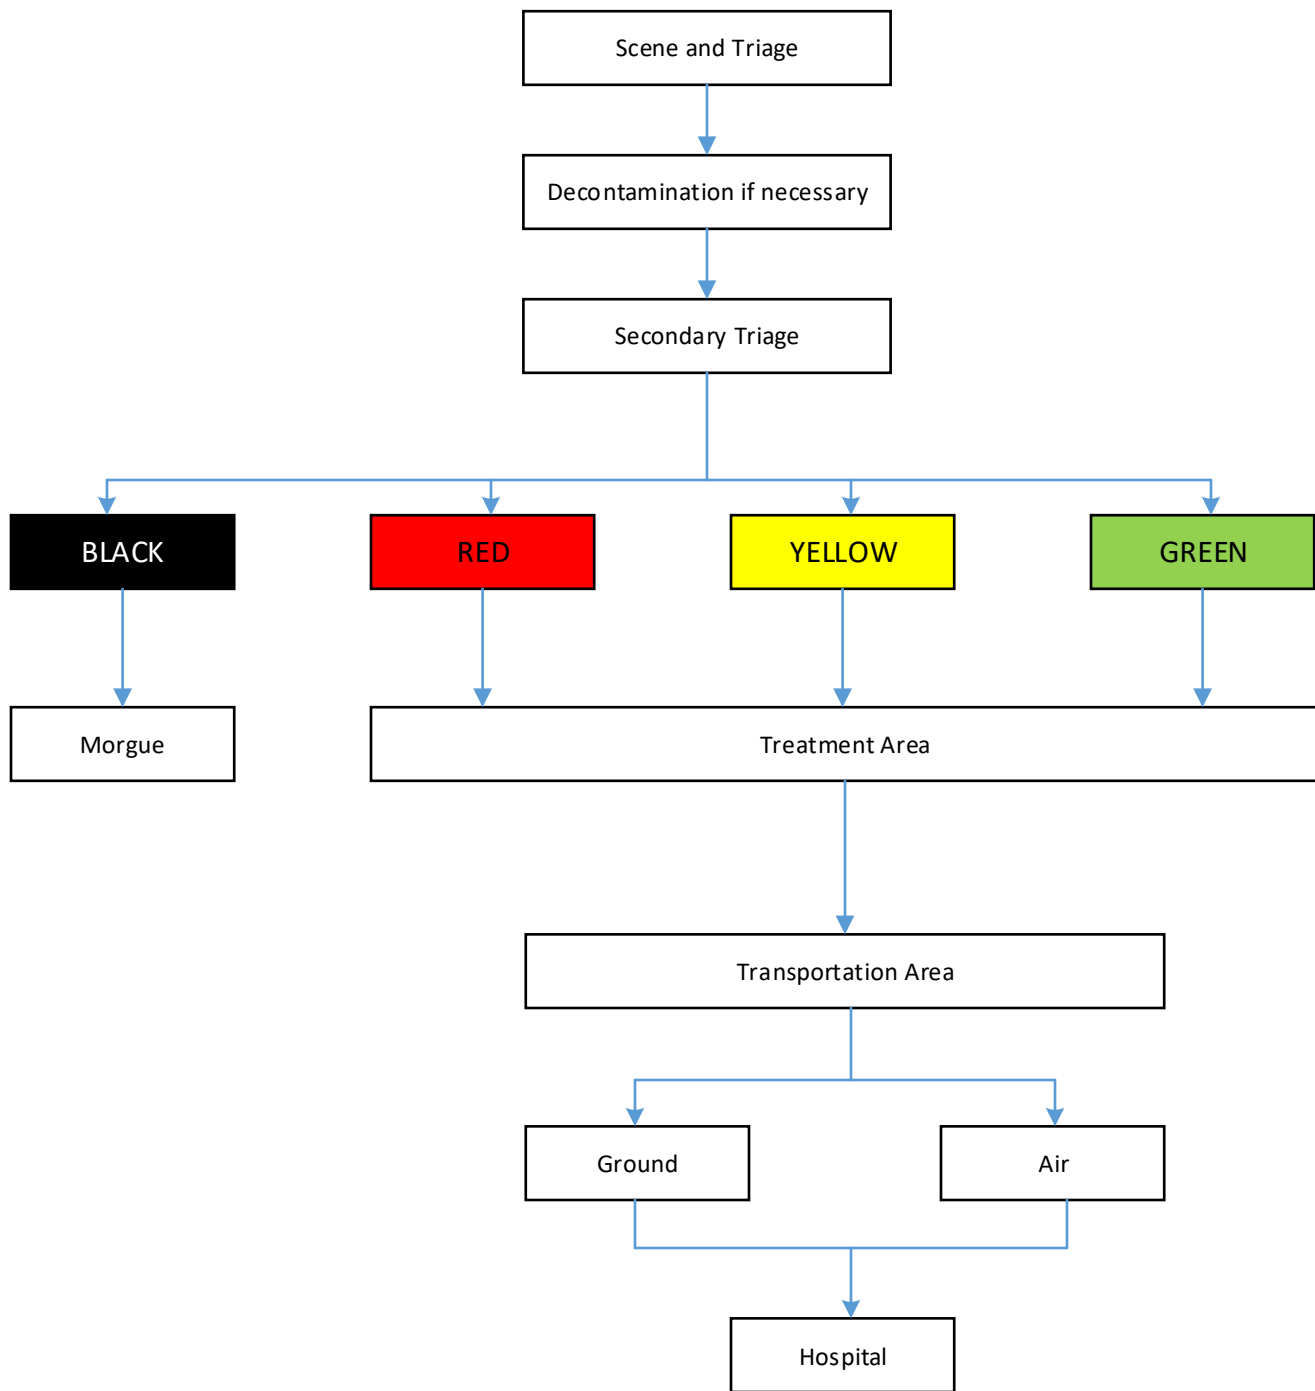 Scene and Triage
Decontamination if necessary
Secondary Triage
BLACK
RED
YELLOW
GREEN
Morgue
Treatment Area
Transportation Area
Ground
Air
Hospital